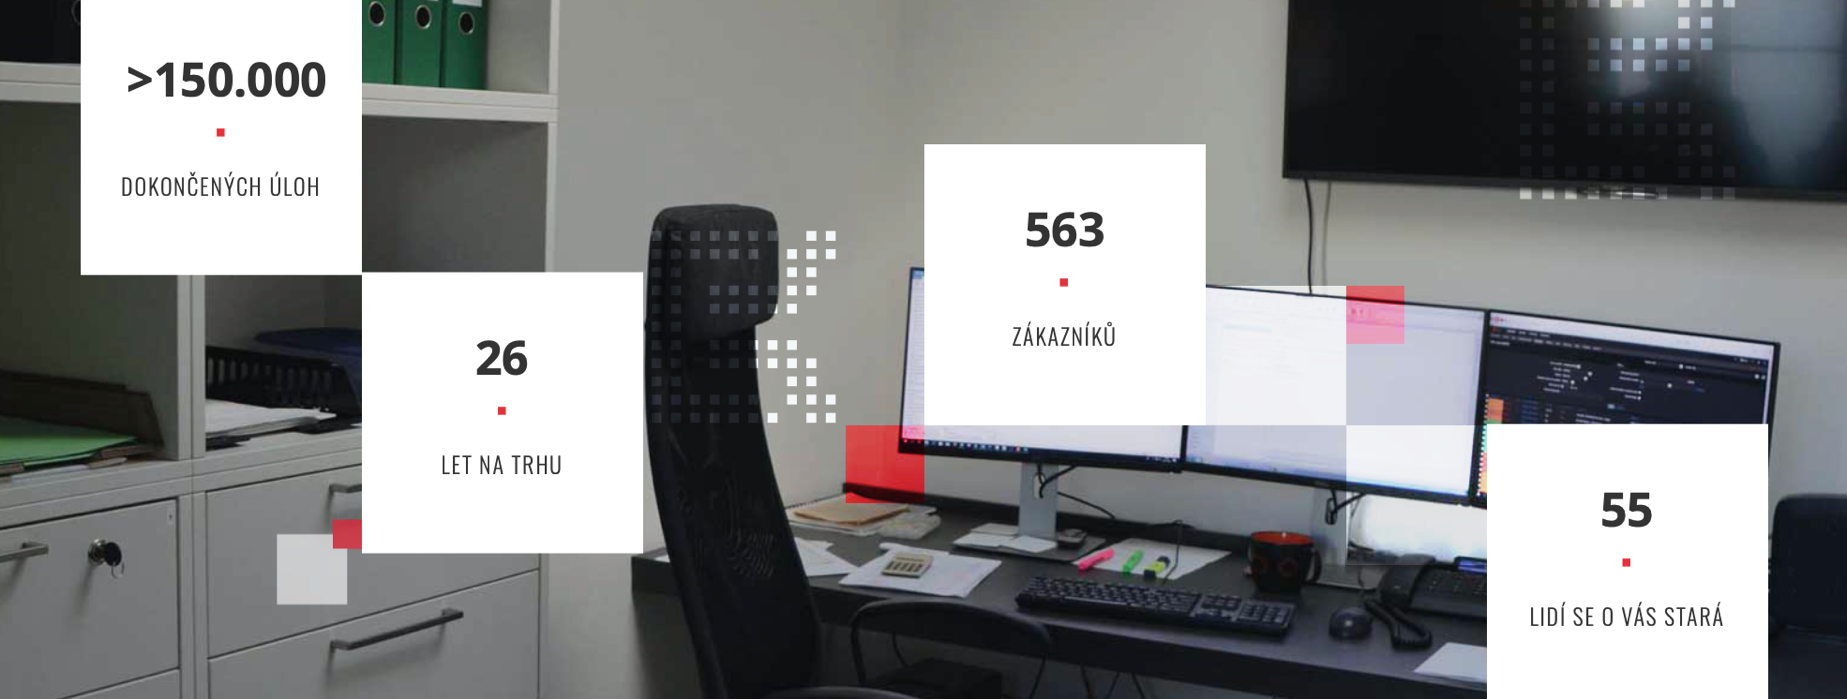 >150.000
DOKONČENÝCH ÚLOH
26
LET NA TRHU
563
ZÁKAZNÍKŮ
55
LIDÍ SE O VÁS STARÁ